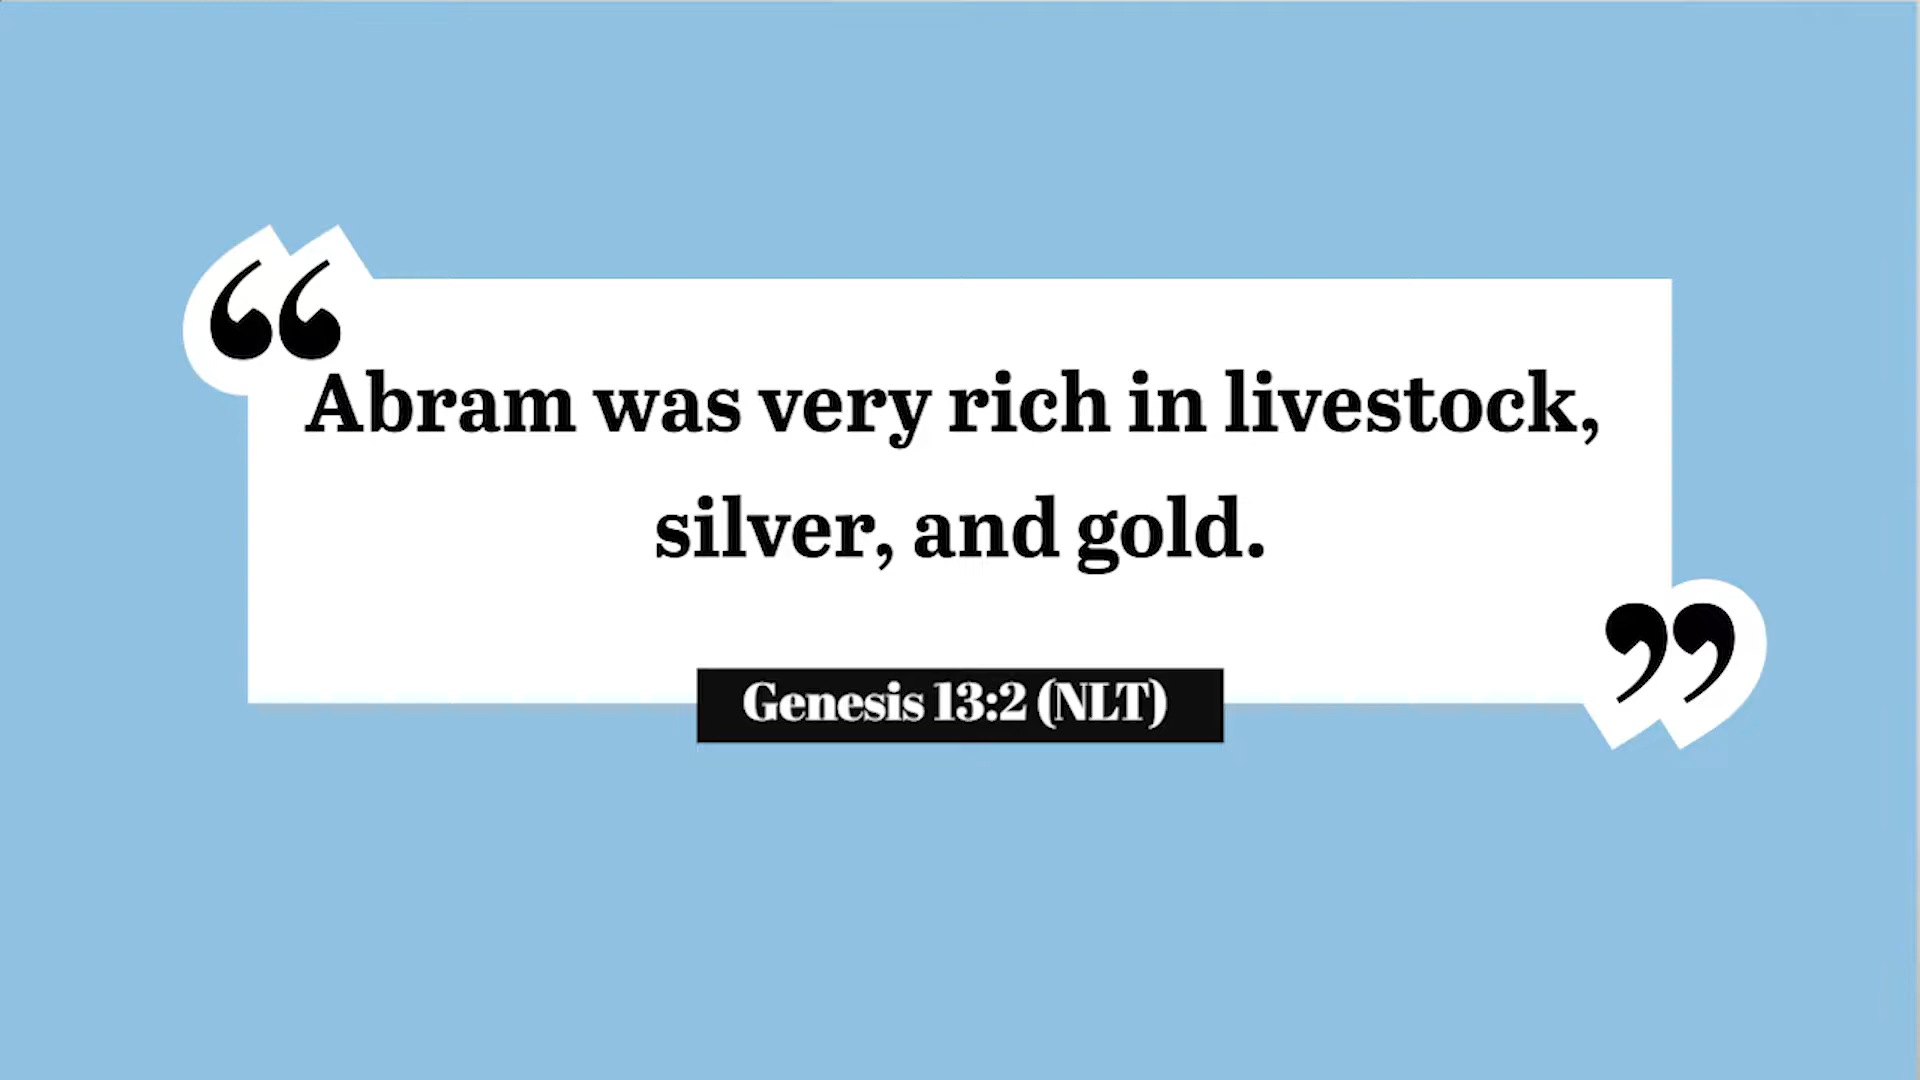 “
Abram was very rich in livestock,
silver, and gold.
”
Genesis 13:2 (NLT)